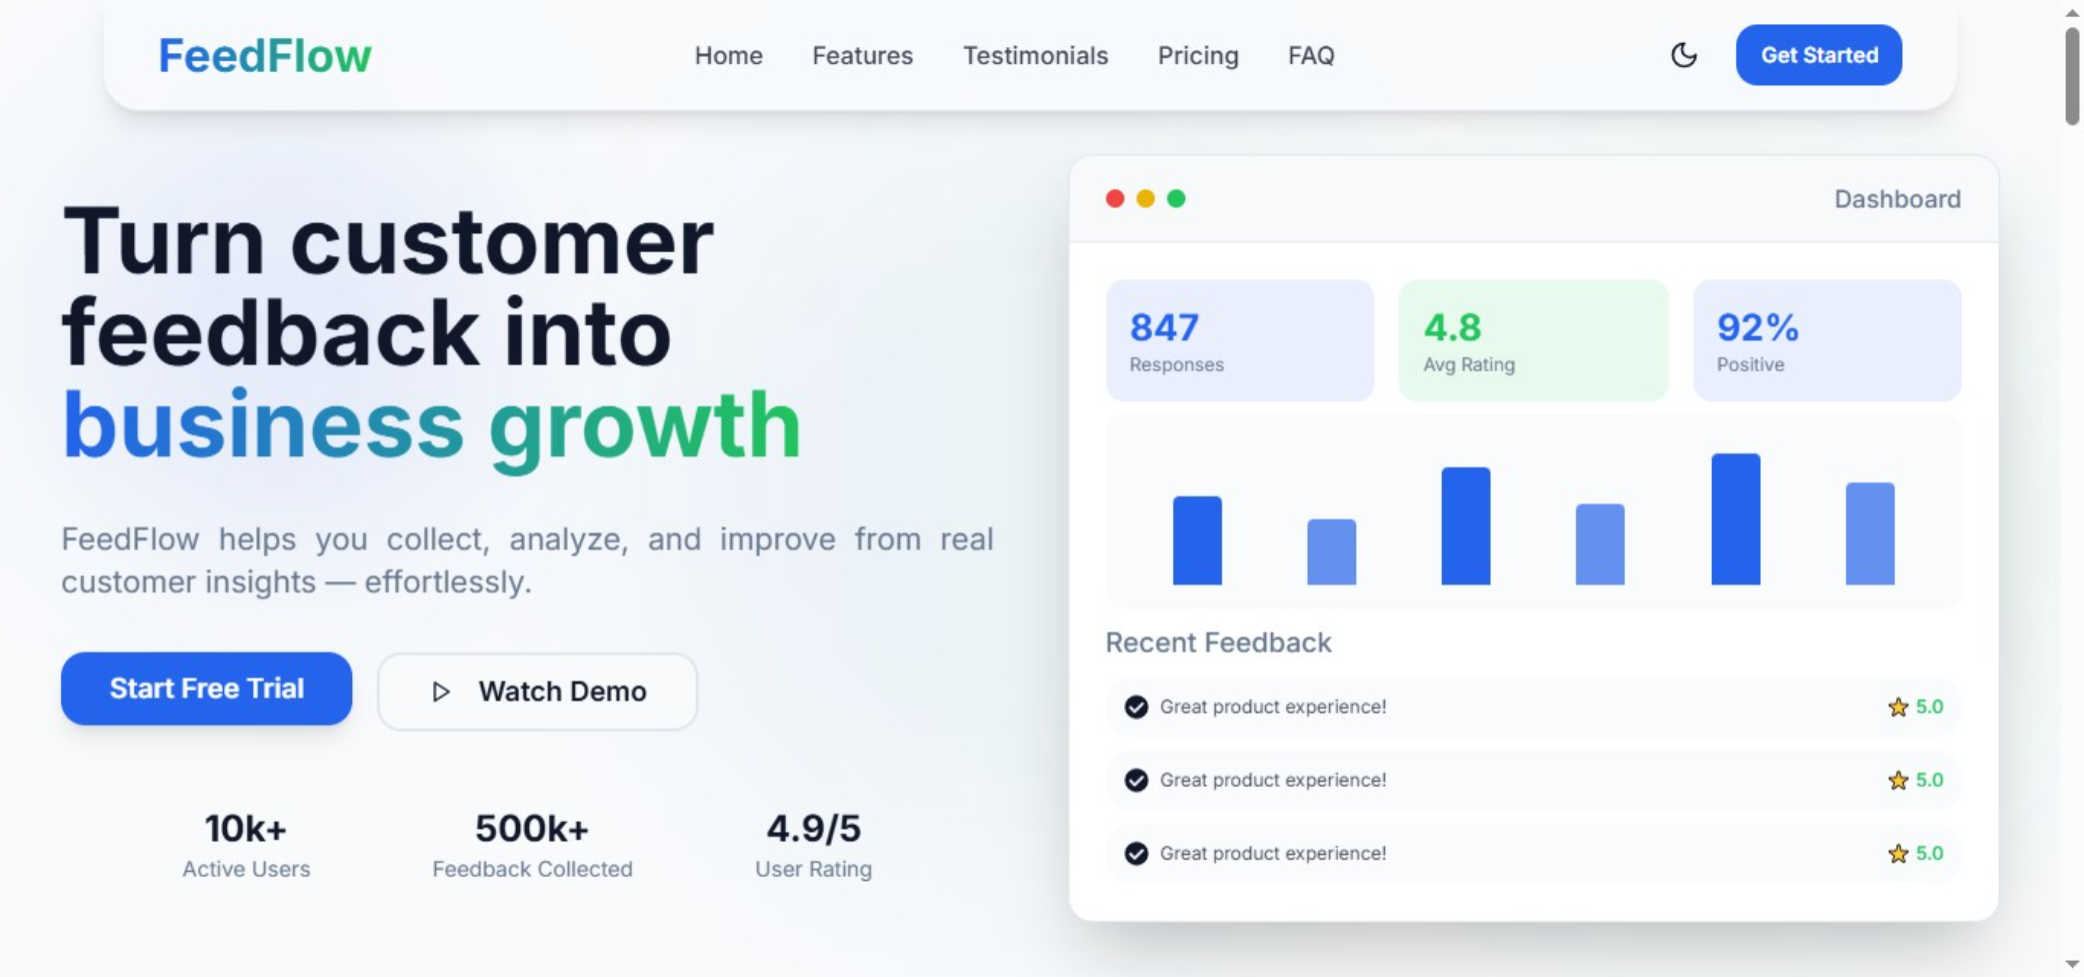 FeedFlow
Home
Features
Testimonials
Pricing
FAQ
Get Started
Turn customer
feedback into
business growth
FeedFlow helps you collect, analyze, and improve from real
customer insights — effortlessly.
Start Free Trial
Watch Demo
10k+
Active Users
500k+
Feedback Collected
4.9/5
User Rating
Dashboard
847
Responses
4.8
Avg Rating
92%
Positive
Recent Feedback
Great product experience!
5.0
Great product experience!
5.0
Great product experience!
5.0